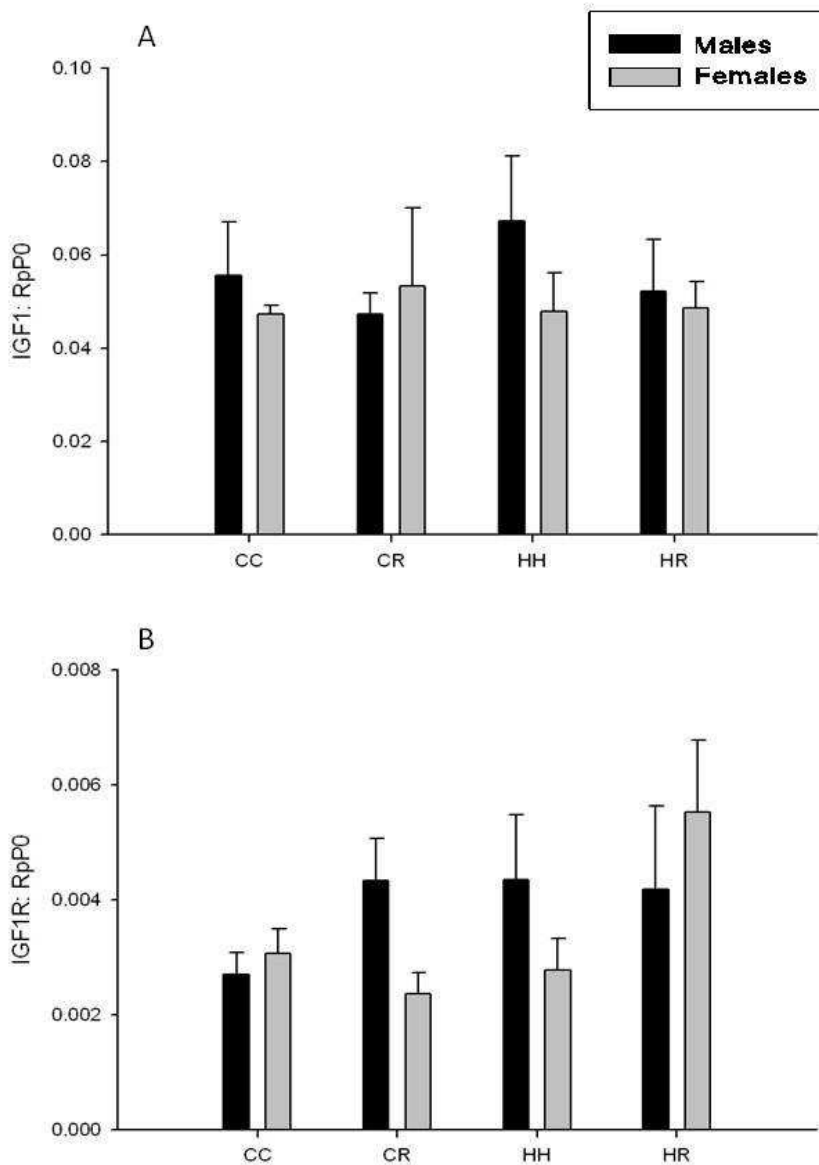 A
Males
Females
0.10
0.08
0.06
0.04
0.02
0.00
IGF1: RpP0
CC CR HH HR
B
0.008
0.006
0.004
0.002
0.000
IGF1R: RpP0
CC CR HH HR